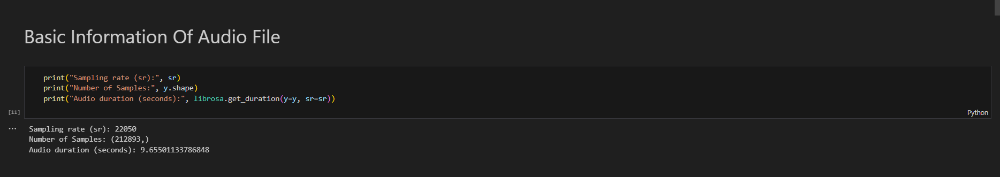 Basic Information Of Audio File
print("Sampling rate (sr):", sr)
print("Number of Samples:", y.shape)
print("Audio duration (seconds):", librosa.get_duration(y=y, sr=sr))
[11]
Python
... Sampling rate (sr): 22050
Number of Samples: (212893,)
Audio duration (seconds): 9.65501133786848